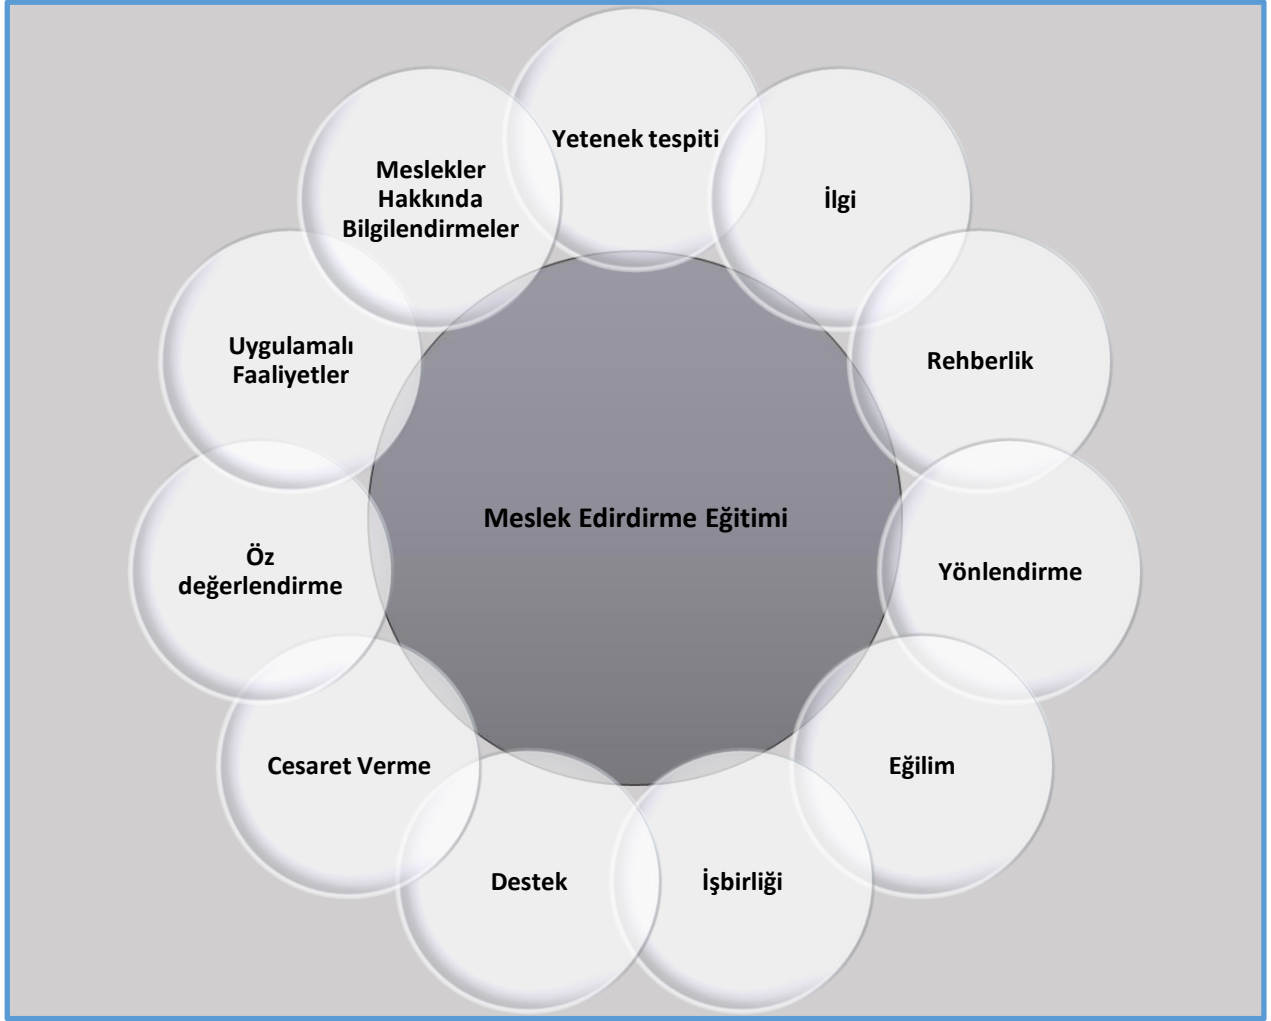 Yetenek tespiti
İlgi
Rehberlik
Yönlendirme
Eğilim
İşbirliği
Destek
Cesaret Verme
Öz
değerlendirme
Uygulamalı
Faaliyetler
Meslekler
Hakkında
Bilgilendirmeler
Meslek Edirdirme Eğitimi